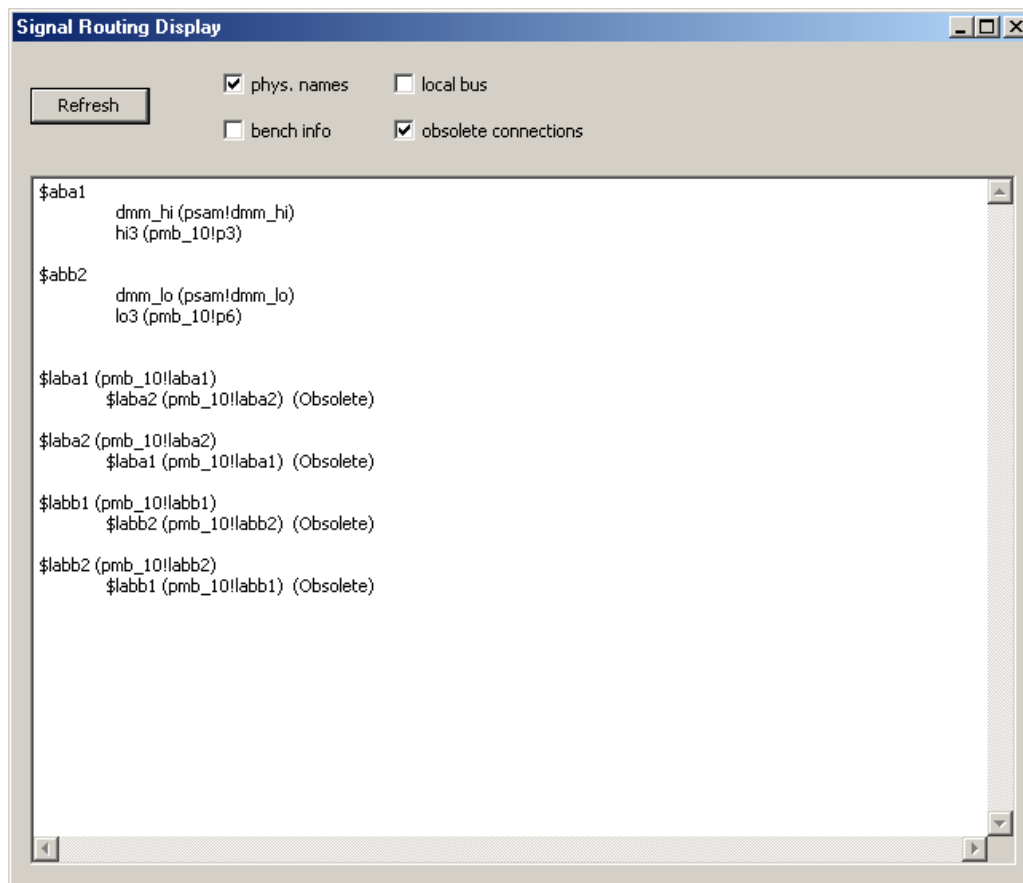 Signal Routing Display
Refresh
phys. names
local bus
bench info
obsolete connections
$aba1
dmm_hi (psam!dmm_hi)
hi3 (pmb_10!p3)
$abb2
dmm_lo (psam!dmm_lo)
lo3 (pmb_10!p6)
$laba1 (pmb_10!laba1)
$laba2 (pmb_10!laba2)  (Obsolete)
$laba2 (pmb_10!laba2)
$laba1 (pmb_10!laba1)  (Obsolete)
$labb1 (pmb_10!labb1)
$labb2 (pmb_10!labb2)  (Obsolete)
$labb2 (pmb_10!labb2)
$labb1 (pmb_10!labb1)  (Obsolete)